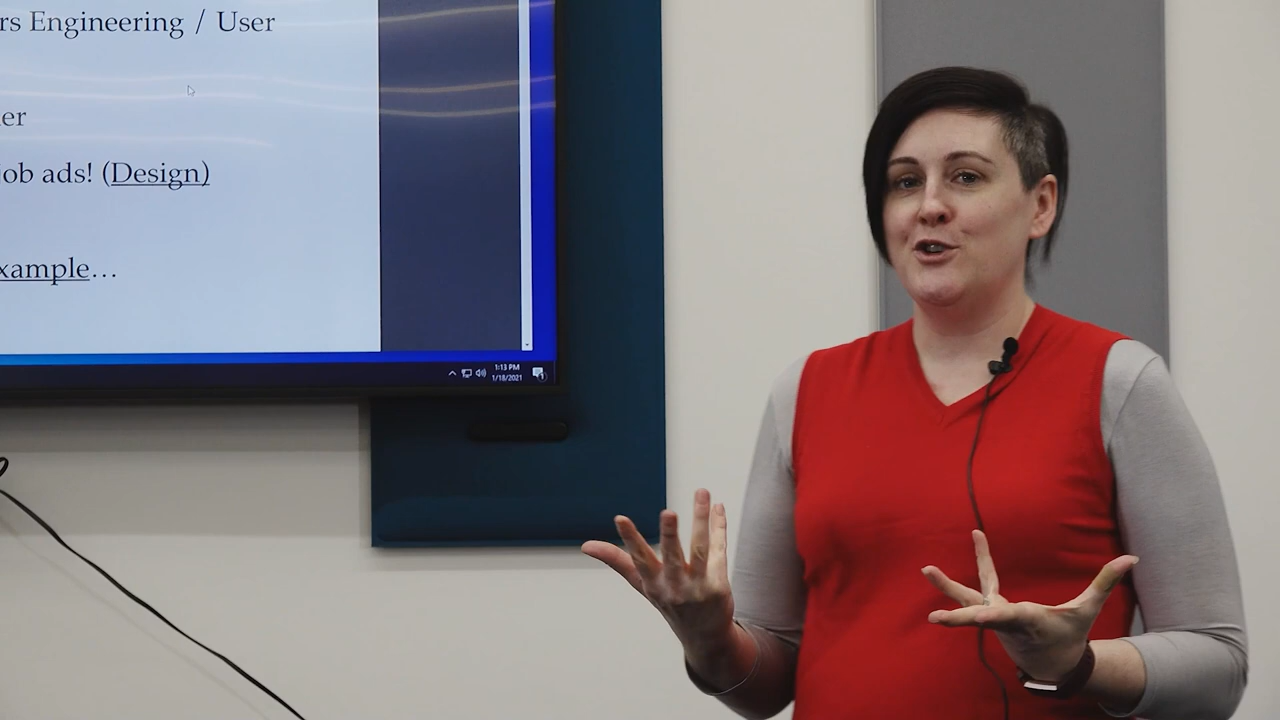 rs Engineering / User
er
ob ads! (Design)
xample…
1:13 PM
1/18/2021